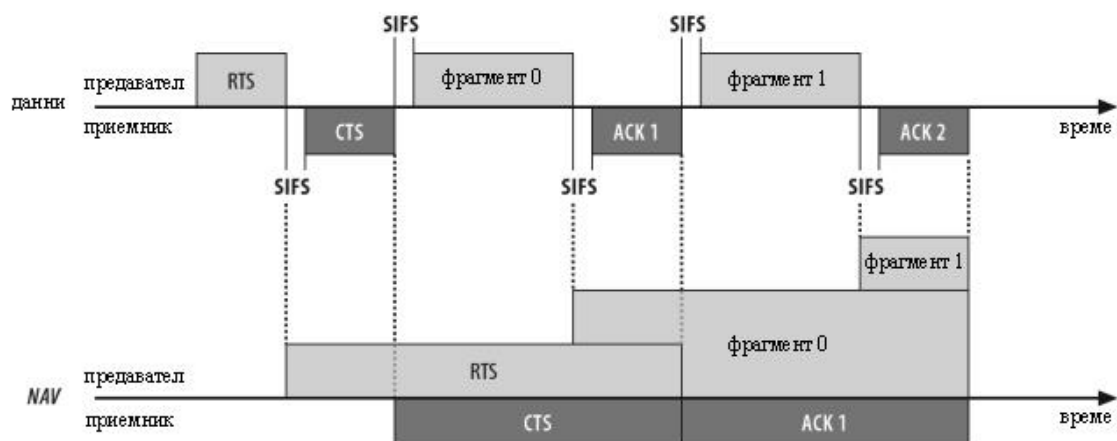 SIFS
SIFS
предавател
RTS
фрагмент 0
фрагмент 1
данни
приемник
CTS
ACK 1
ACK 2
време
SIFS
SIFS
SIFS
фрагмент 1
фрагмент 0
RTS
предавател
NAV
приемник
CTS
ACK 1
време